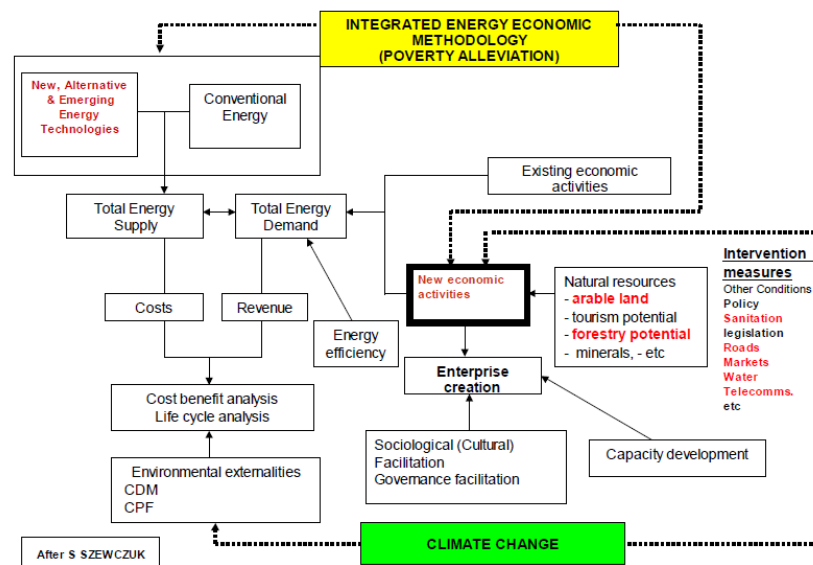 INTEGRATED ENERGY ECONOMIC
METHODOLOGY
(POVERTY ALLEVIATION)
New, Alternative
& Emerging
Energy
Technologies
Conventional
Energy
Existing economic
activities
Total Energy
Supply
Total Energy
Demand
New economic
activities
Natural resources
- arable land
- tourism potential
- forestry potential
- minerals, - etc
Intervention
measures
Other Conditions
Policy
Sanitation
legislation
Roads
Markets
Water
Telecomms.
etc
Costs
Revenue
Energy
efficiency
Enterprise
creation
Cost benefit analysis
Life cycle analysis
Sociological (Cultural)
Facilitation
Governance facilitation
Capacity development
Environmental externalities
CDM
CPF
CLIMATE CHANGE
After S SZEWCZUK